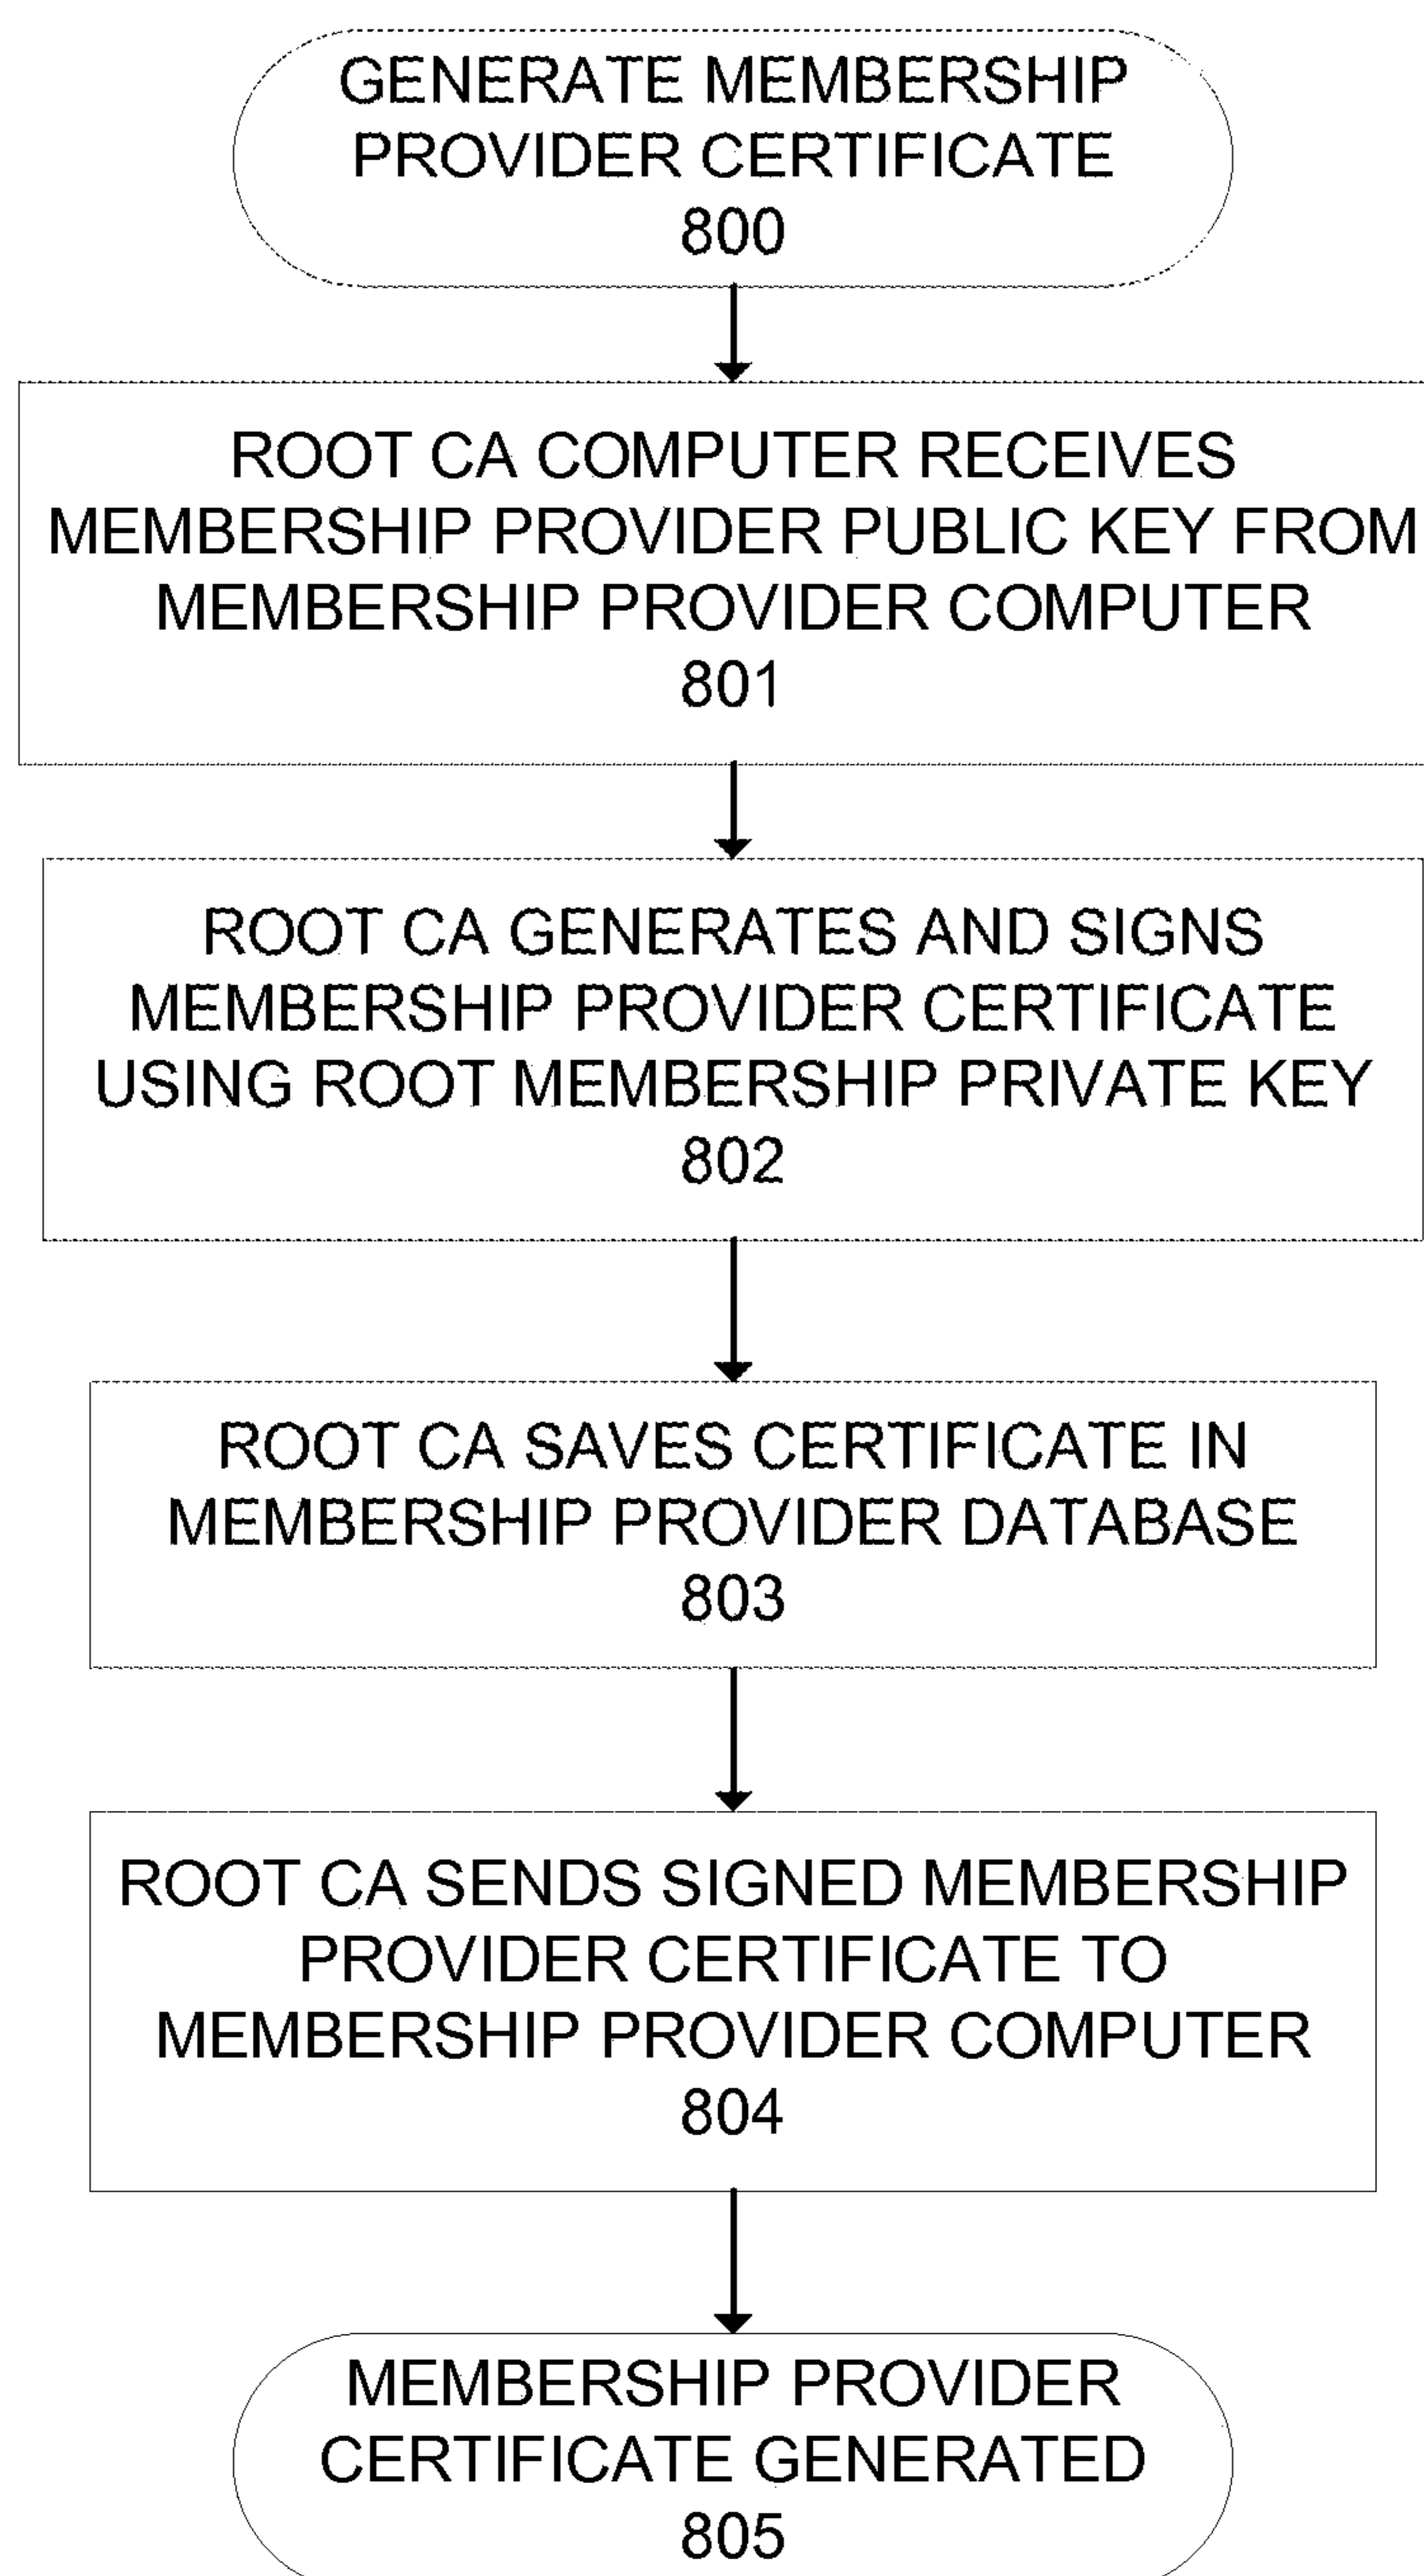 GENERATE MEMBERSHIP
PROVIDER CERTIFICATE
800
ROOT CA COMPUTER RECEIVES
MEMBERSHIP PROVIDER PUBLIC KEY FROM
MEMBERSHIP PROVIDER COMPUTER
801
ROOT CA GENERATES AND SIGNS
MEMBERSHIP PROVIDER CERTIFICATE
USING ROOT MEMBERSHIP PRIVATE KEY
802
ROOT CA SAVES CERTIFICATE IN
MEMBERSHIP PROVIDER DATABASE
803
ROOT CA SENDS SIGNED MEMBERSHIP
PROVIDER CERTIFICATE TO
MEMBERSHIP PROVIDER COMPUTER
804
MEMBERSHIP PROVIDER
CERTIFICATE GENERATED
805